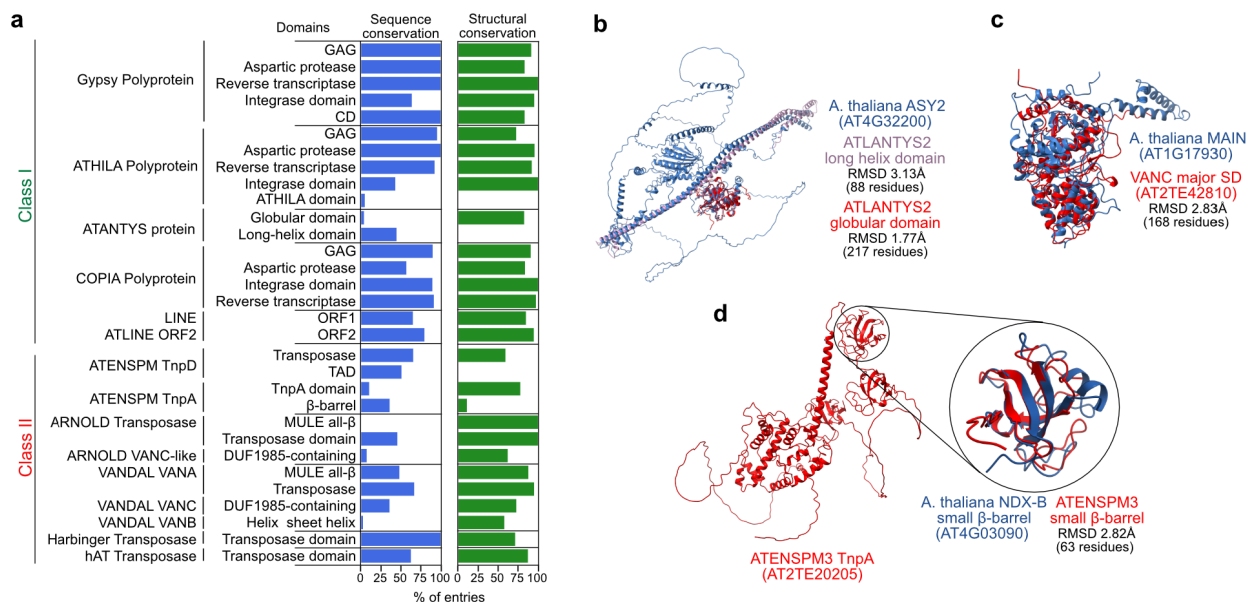 a
Domains
Sequence
conservation
Structural
conservation
Class I
Gypsy Polyprotein
GAG
Aspartic protease
Reverse transcriptase
Integrase domain
CD
ATHILA Polyprotein
GAG
Aspartic protease
Reverse transcriptase
Integrase domain
ATHILA domain
ATANTYS protein
Globular domain
Long-helix domain
COPIA Polyprotein
GAG
Aspartic protease
Integrase domain
Reverse transcriptase
LINE
ORF1
ATLINE ORF2
ORF2
Class II
ATENSPM TnpD
Transposase
TAD
ATENSPM TnpA
TnpA domain
β-barrel
ARNOLD Transposase
MULE all-β
Transposase domain
ARNOLD VANC-like
DUF1985-containing
VANDAL VANA
MULE all-β
Transposase
VANDAL VANC
DUF1985-containing
VANDAL VANB
Helix sheet helix
Harbinger Transposase
Transposase domain
hAT Transposase
Transposase domain
0 25 50 75 100
0 25 50 75 100
% of entries
b
A. thaliana ASY2
(AT4G32200)
ATLANTYS2
long helix domain
RMSD 3.13Å
(88 residues)
ATLANTYS2
globular domain
RMSD 1.77Å
(217 residues)
c
A. thaliana MAIN
(AT1G17930)
VANC major SD
(AT2TE42810)
RMSD 2.83Å
(168 residues)
d
ATENSPM3 TnpA
(AT2TE20205)
A. thaliana NDX-B
small β-barrel
(AT4G03090)
ATENSPM3
small β-barrel
RMSD 2.82Å
(63 residues)